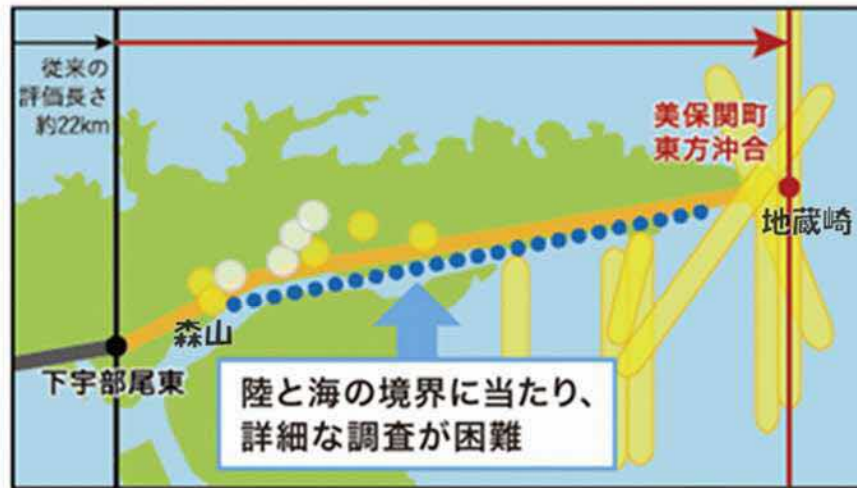 従来の
評価長さ
約22km
美保関町
東方沖合
地蔵崎
森山
下宇部尾東
陸と海の境界に当たり、
詳細な調査が困難